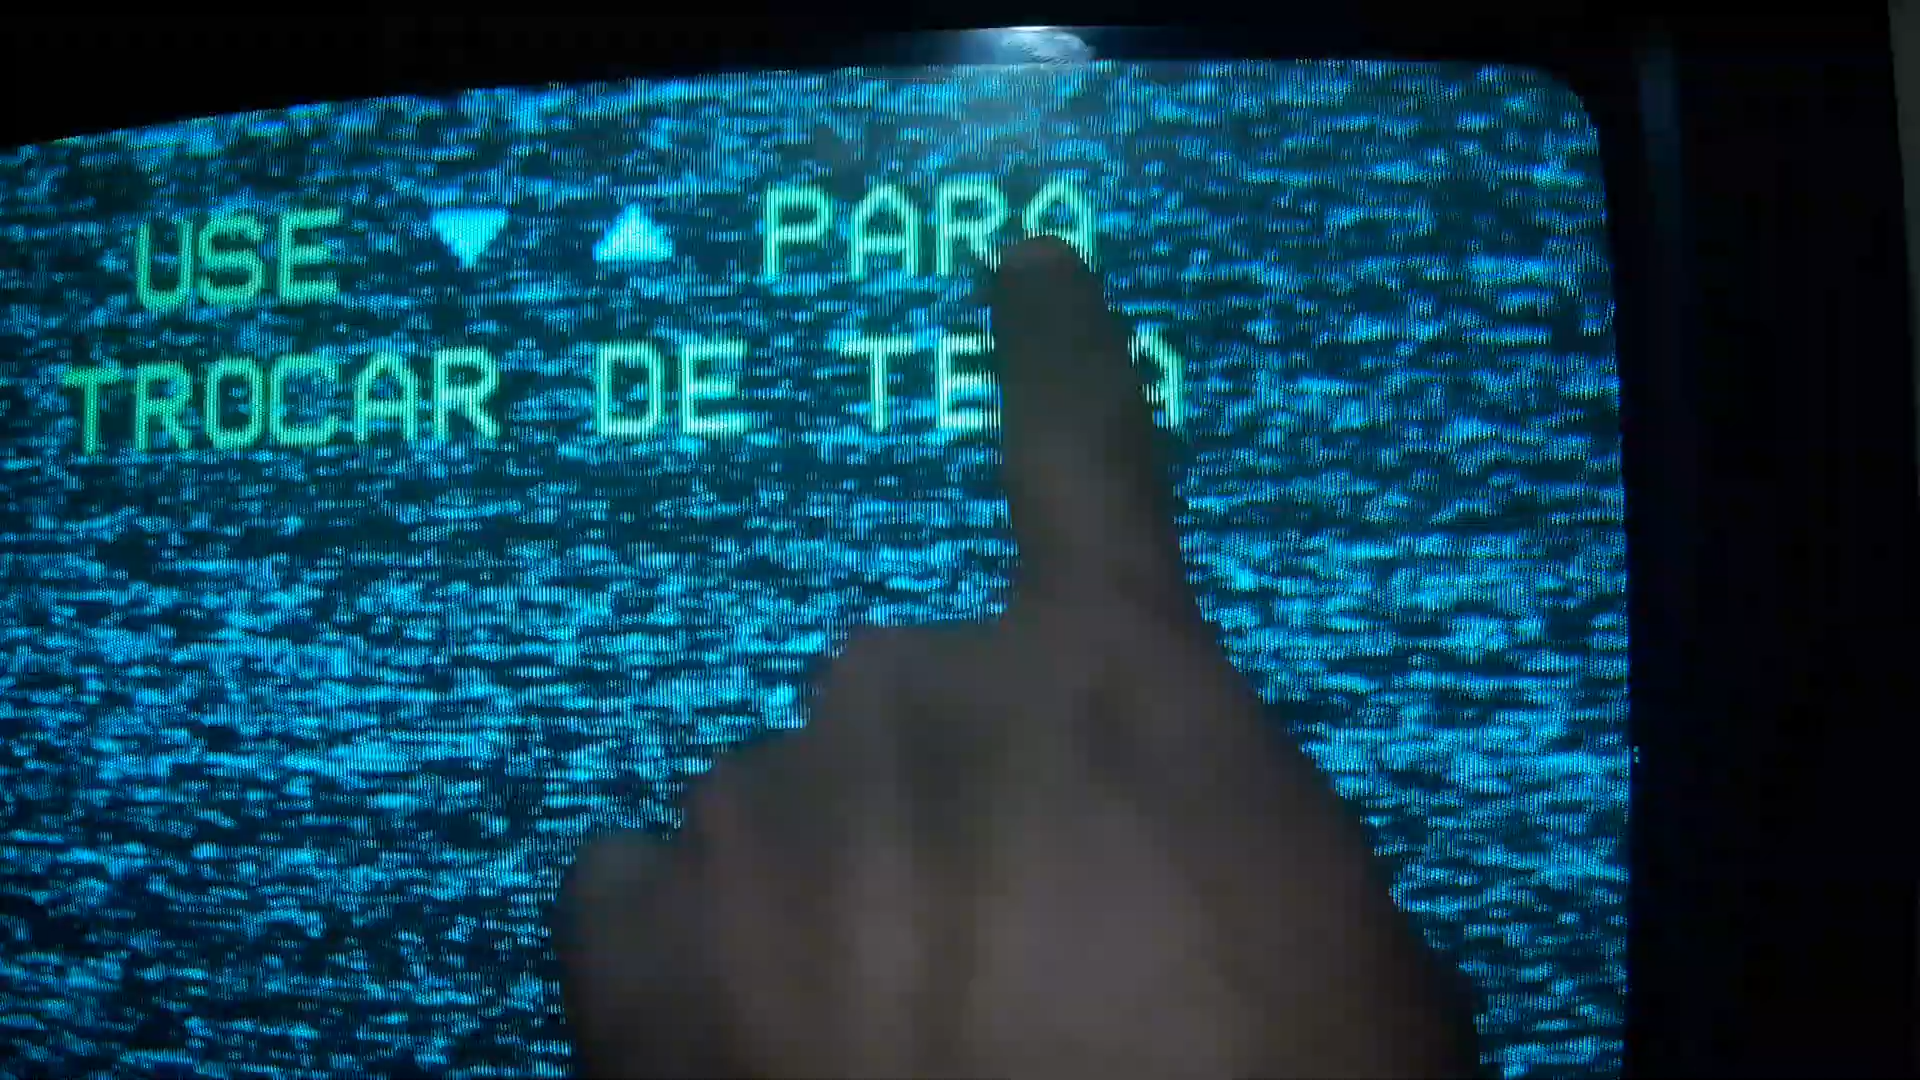 USE ▼ ▲ PARA
TROCAR DE